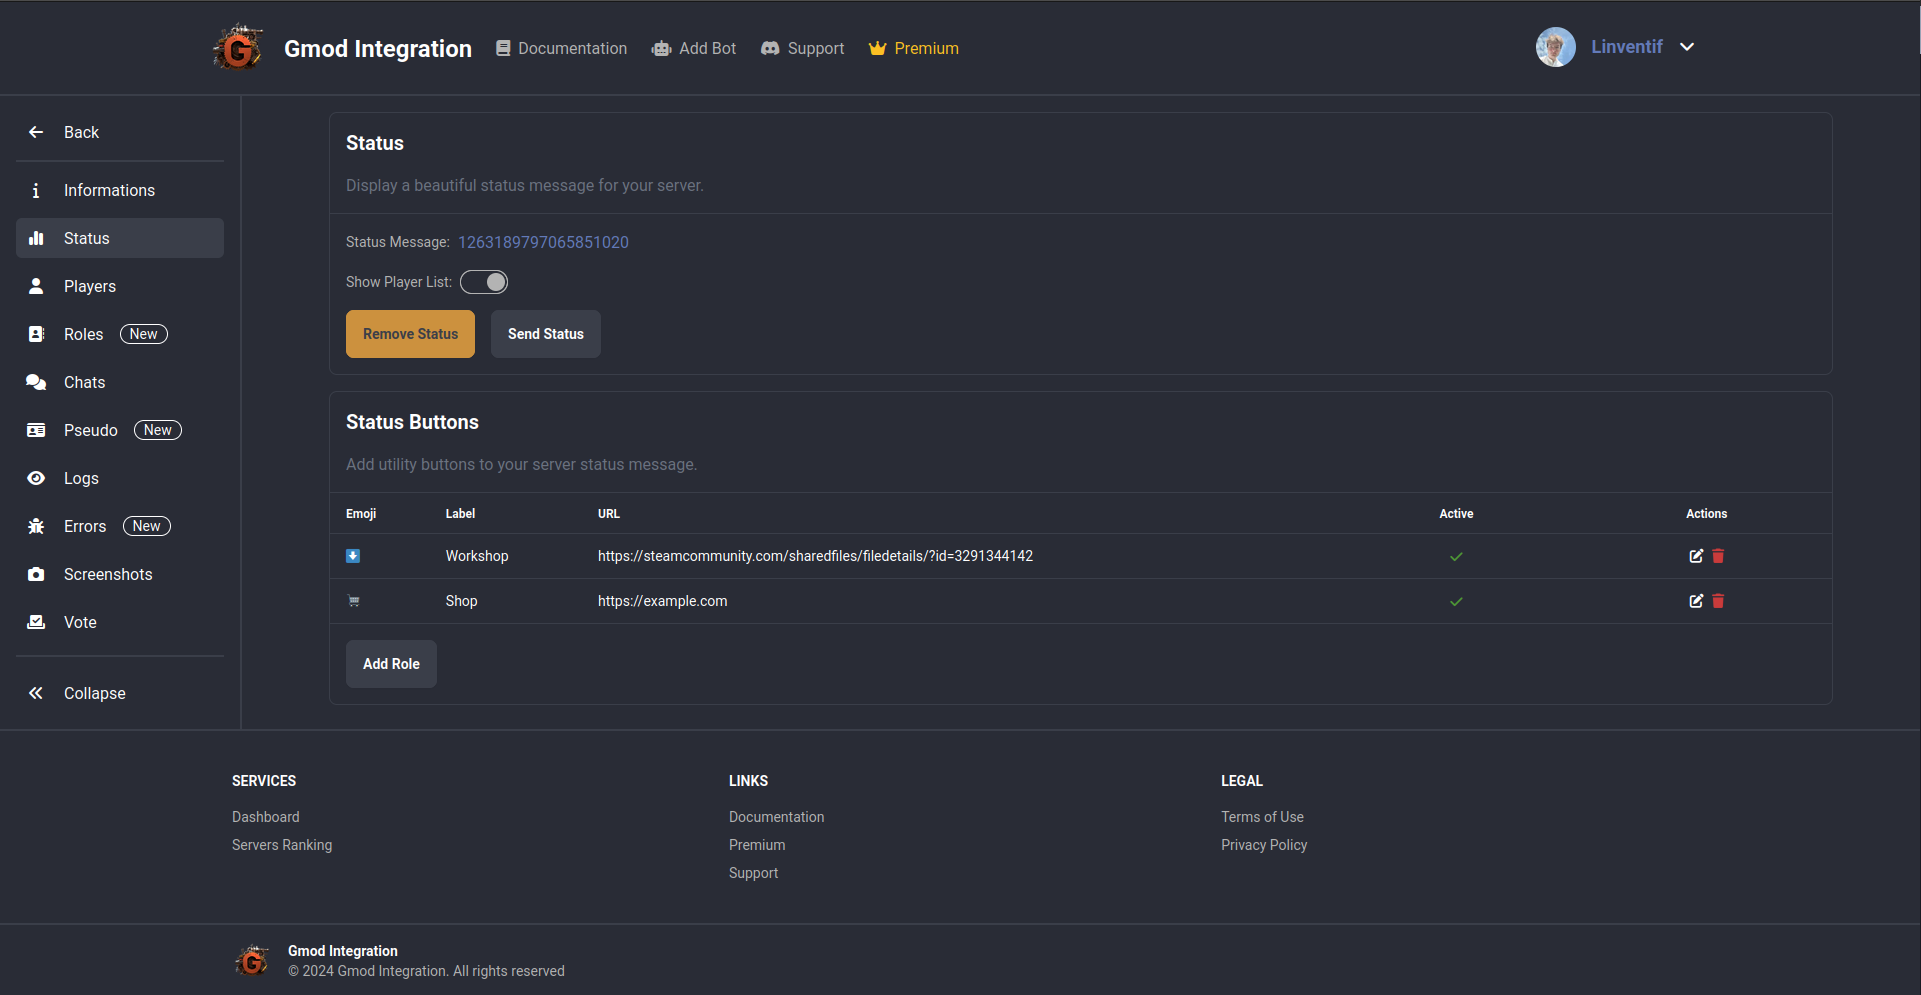 Gmod Integration
Documentation
Add Bot
Support
Premium
Linventif
Back
Informations
Status
Players
Roles New
Chats
Pseudo New
Logs
Errors New
Screenshots
Vote
Collapse
Status
Display a beautiful status message for your server.
Status Message: 1263189797065851020
Show Player List:
Remove Status
Send Status
Status Buttons
Add utility buttons to your server status message.
Emoji Label URL Active Actions
Workshop https://steamcommunity.com/sharedfiles/filedetails/?id=3291344142
Shop https://example.com
Add Role
SERVICES
Dashboard
Servers Ranking
LINKS
Documentation
Premium
Support
LEGAL
Terms of Use
Privacy Policy
Gmod Integration
© 2024 Gmod Integration. All rights reserved